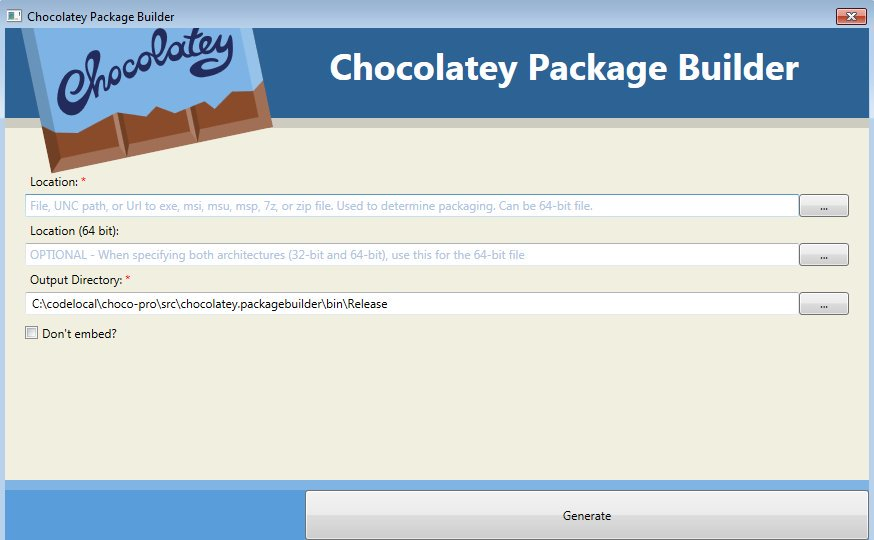 Chocolatey Package Builder
Chocolatey
Chocolatey Package Builder
Location: *
File, UNC path, or Url to exe, msi, msu, msp, 7z, or zip file. Used to determine packaging. Can be 64-bit file.
...
Location (64 bit):
OPTIONAL - When specifying both architectures (32-bit and 64-bit), use this for the 64-bit file
...
Output Directory: *
C:\codelocal\choco-pro\src\chocolatey.packagebuilder\bin\Release
...
Don't embed?
Generate